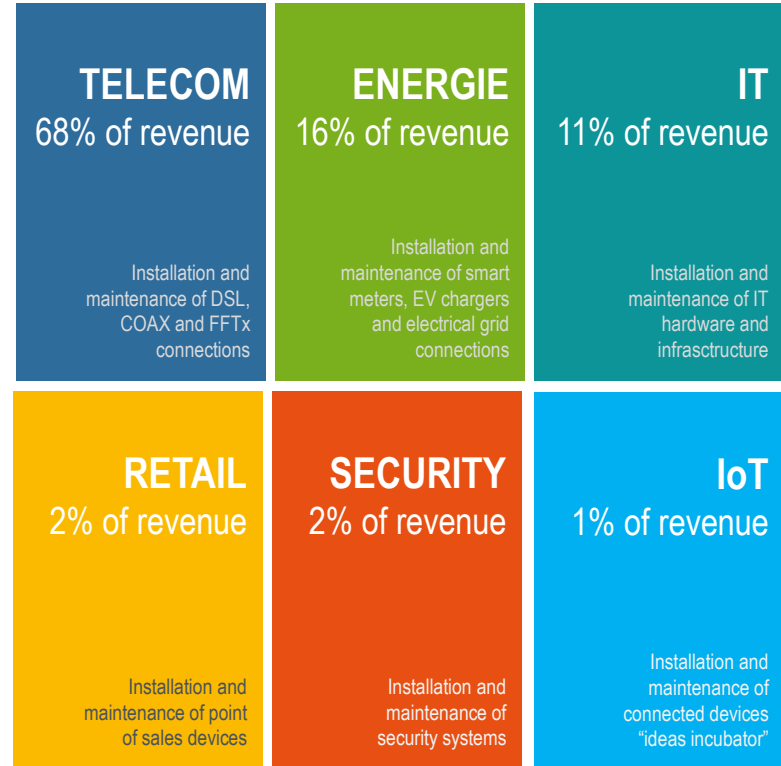 TELECOM
68% of revenue
Installation and
maintenance of DSL,
COAX and FFTx
connections
ENERGIE
16% of revenue
Installation and
maintenance of smart
meters, EV chargers
and electrical grid
connections
IT
11% of revenue
Installation and
maintenance of IT
hardware and
infrasctructure
RETAIL
2% of revenue
Installation and
maintenance of point
of sales devices
SECURITY
2% of revenue
Installation and
maintenance of
security systems
IoT
1% of revenue
Installation and
maintenance of
connected devices
“ideas incubator”